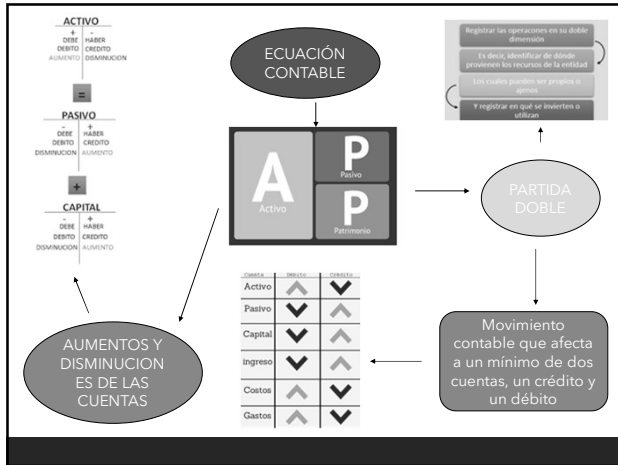 ACTIVO
+ -
DEBE HABER
DEBITO CREDITO
AUMENTO DISMINUCION
=
PASIVO
- +
DEBE HABER
DEBITO CREDITO
DISMINUCION AUMENTO
+
CAPITAL
- +
DEBE HABER
DEBITO CREDITO
DISMINUCION AUMENTO
ECUACIÓN
CONTABLE
A
Activo
P
Pasivo
P
Patrimonio
Registrar las operacones en su doble
dimensión
Es decir, identificar de dónde
provienen los recursos de la entidad
Los cuales pueden ser propios o
ajenos
Y registrar en qué se invierten o
utilizan
PARTIDA
DOBLE
Movimiento
contable que afecta
a un mínimo de dos
cuentas, un crédito y
un débito
Cuenta Débito Crédito
Activo
Pasivo
Capital
ingreso
Costos
Gastos
AUMENTOS Y
DISMINUCION
ES DE LAS
CUENTAS